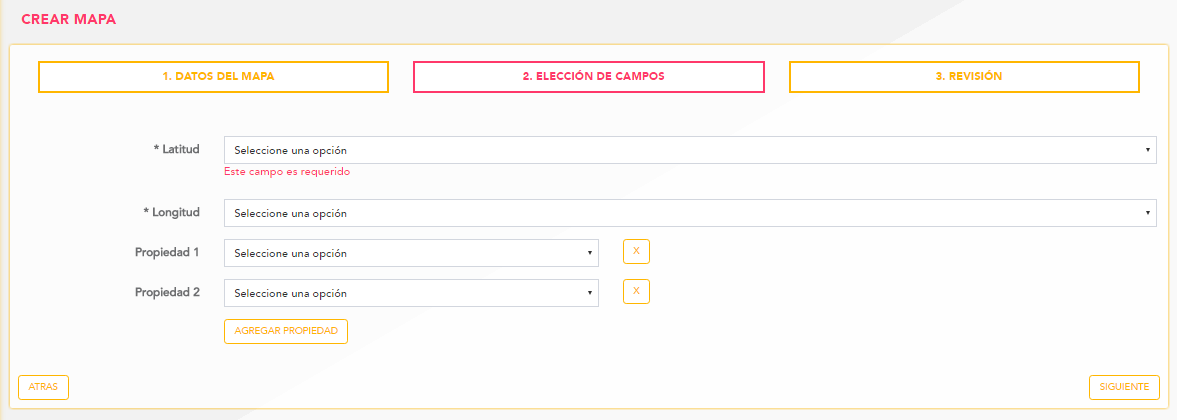 CREAR MAPA
1. DATOS DEL MAPA
2. ELECCIÓN DE CAMPOS
3. REVISIÓN
* Latitud Seleccione una opción
Este campo es requerido
* Longitud Seleccione una opción
Propiedad 1 Seleccione una opción X
Propiedad 2 Seleccione una opción X
AGREGAR PROPIEDAD
ATRAS
SIGUIENTE